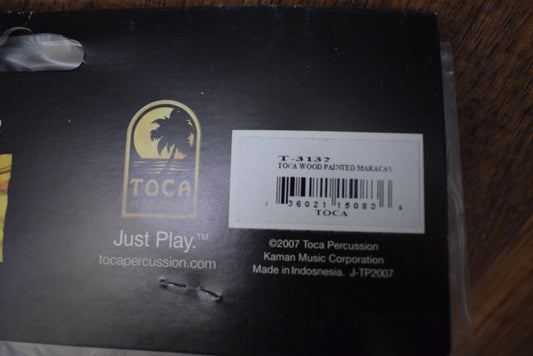 TOCA
PERCUSSION
Just Play.™
tocapercussion.com
T-3132
TOCA WOOD PAINTED MARACAS
7 36021 15083 6
TOCA
©2007 Toca Percussion
Kaman Music Corporation
Made in Indosnesia. J-TP2007